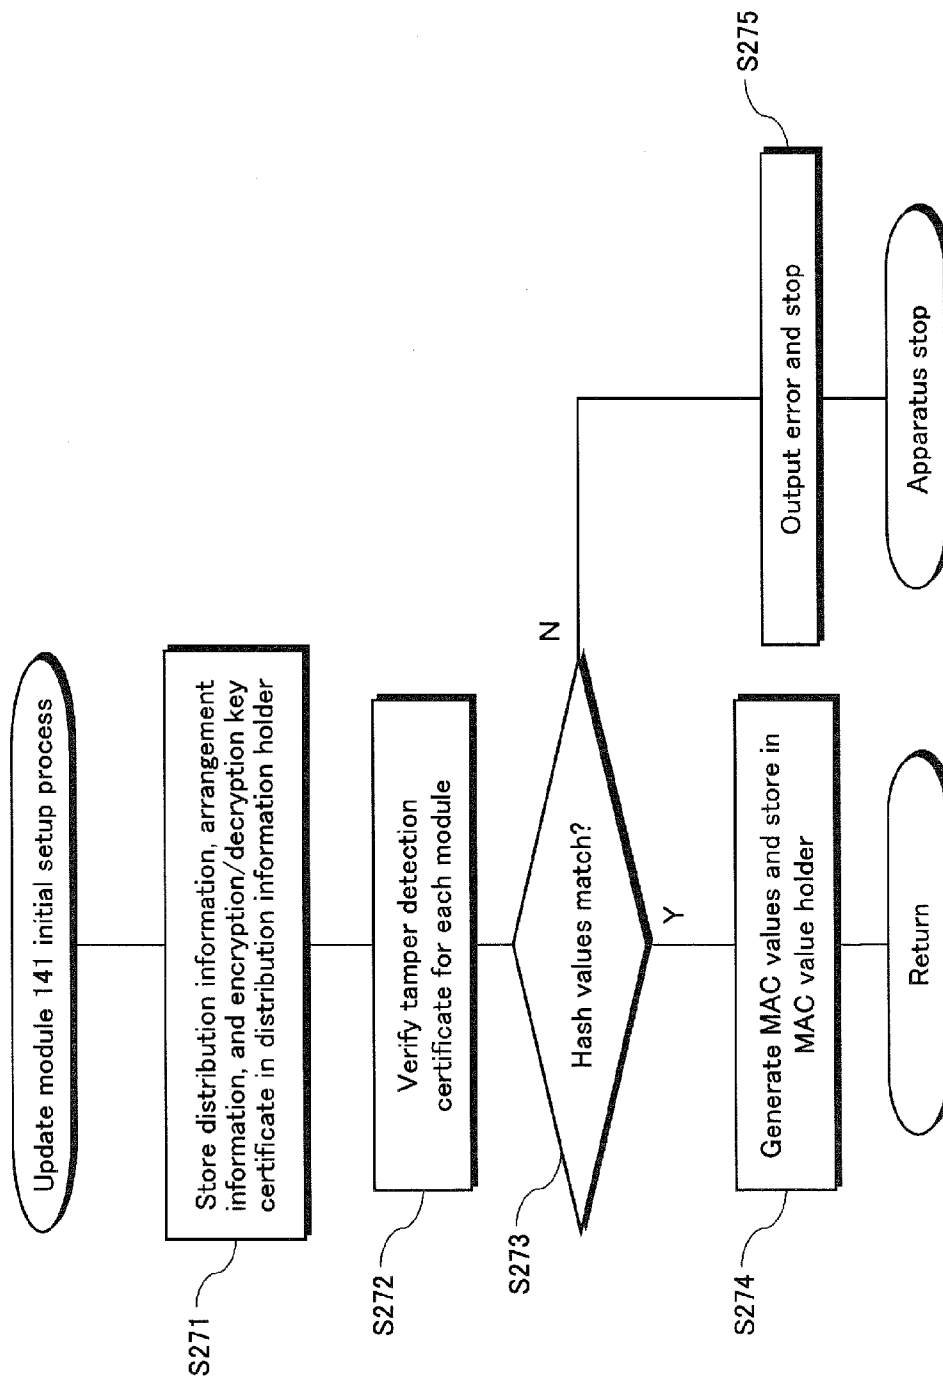 Update module 141 initial setup process
S271
Store distribution information, arrangement
information, and encryption/decryption key
certificate in distribution information holder
S272
Verify tamper detection
certificate for each module
S273
Hash values match?
N
Y
S274
Generate MAC values and store in
MAC value holder
S275
Output error and stop
Return
Apparatus stop